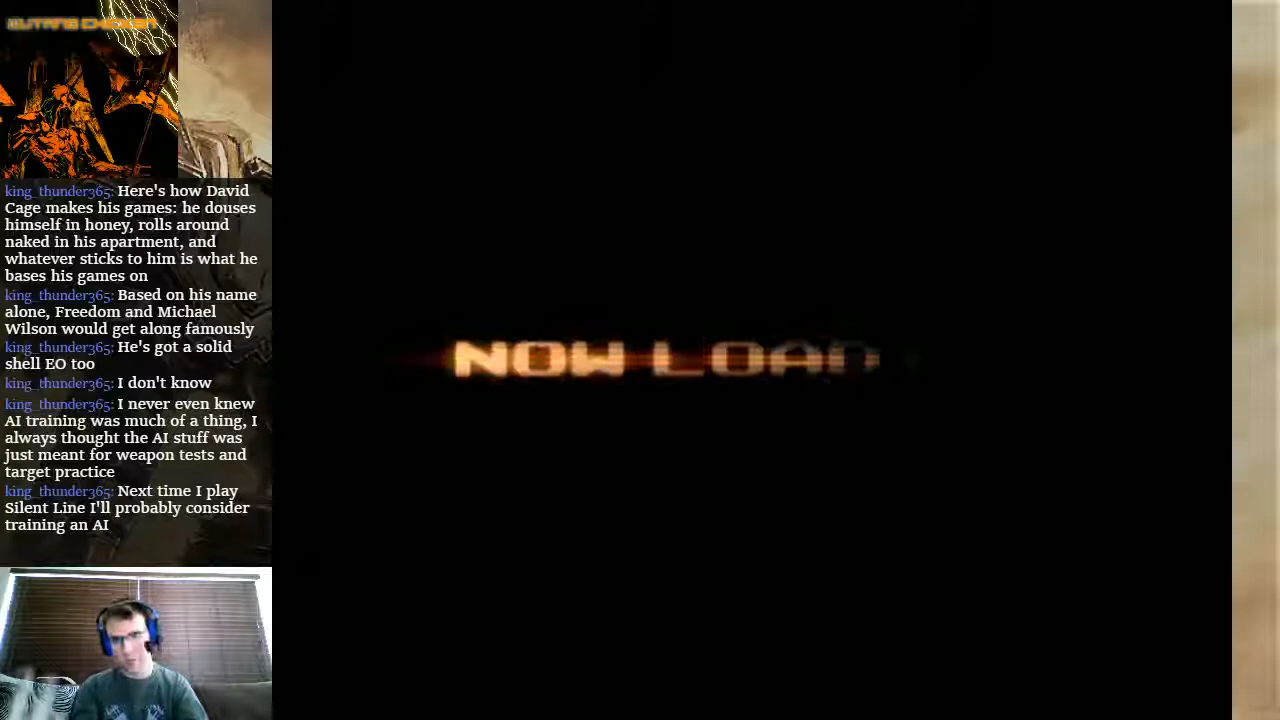 WUTANG CHICKEN
king_thunder365: Here's how David
Cage makes his games: he douses
himself in honey, rolls around
naked in his apartment, and
whatever sticks to him is what he
bases his games on
king_thunder365: Based on his name
alone, Freedom and Michael
Wilson would get along famously
king_thunder365: He's got a solid
shell EO too
king_thunder365: I don't know
king_thunder365: I never even knew
AI training was much of a thing, I
always thought the AI stuff was
just meant for weapon tests and
target practice
king_thunder365: Next time I play
Silent Line I'll probably consider
training an AI
NOW LOAD